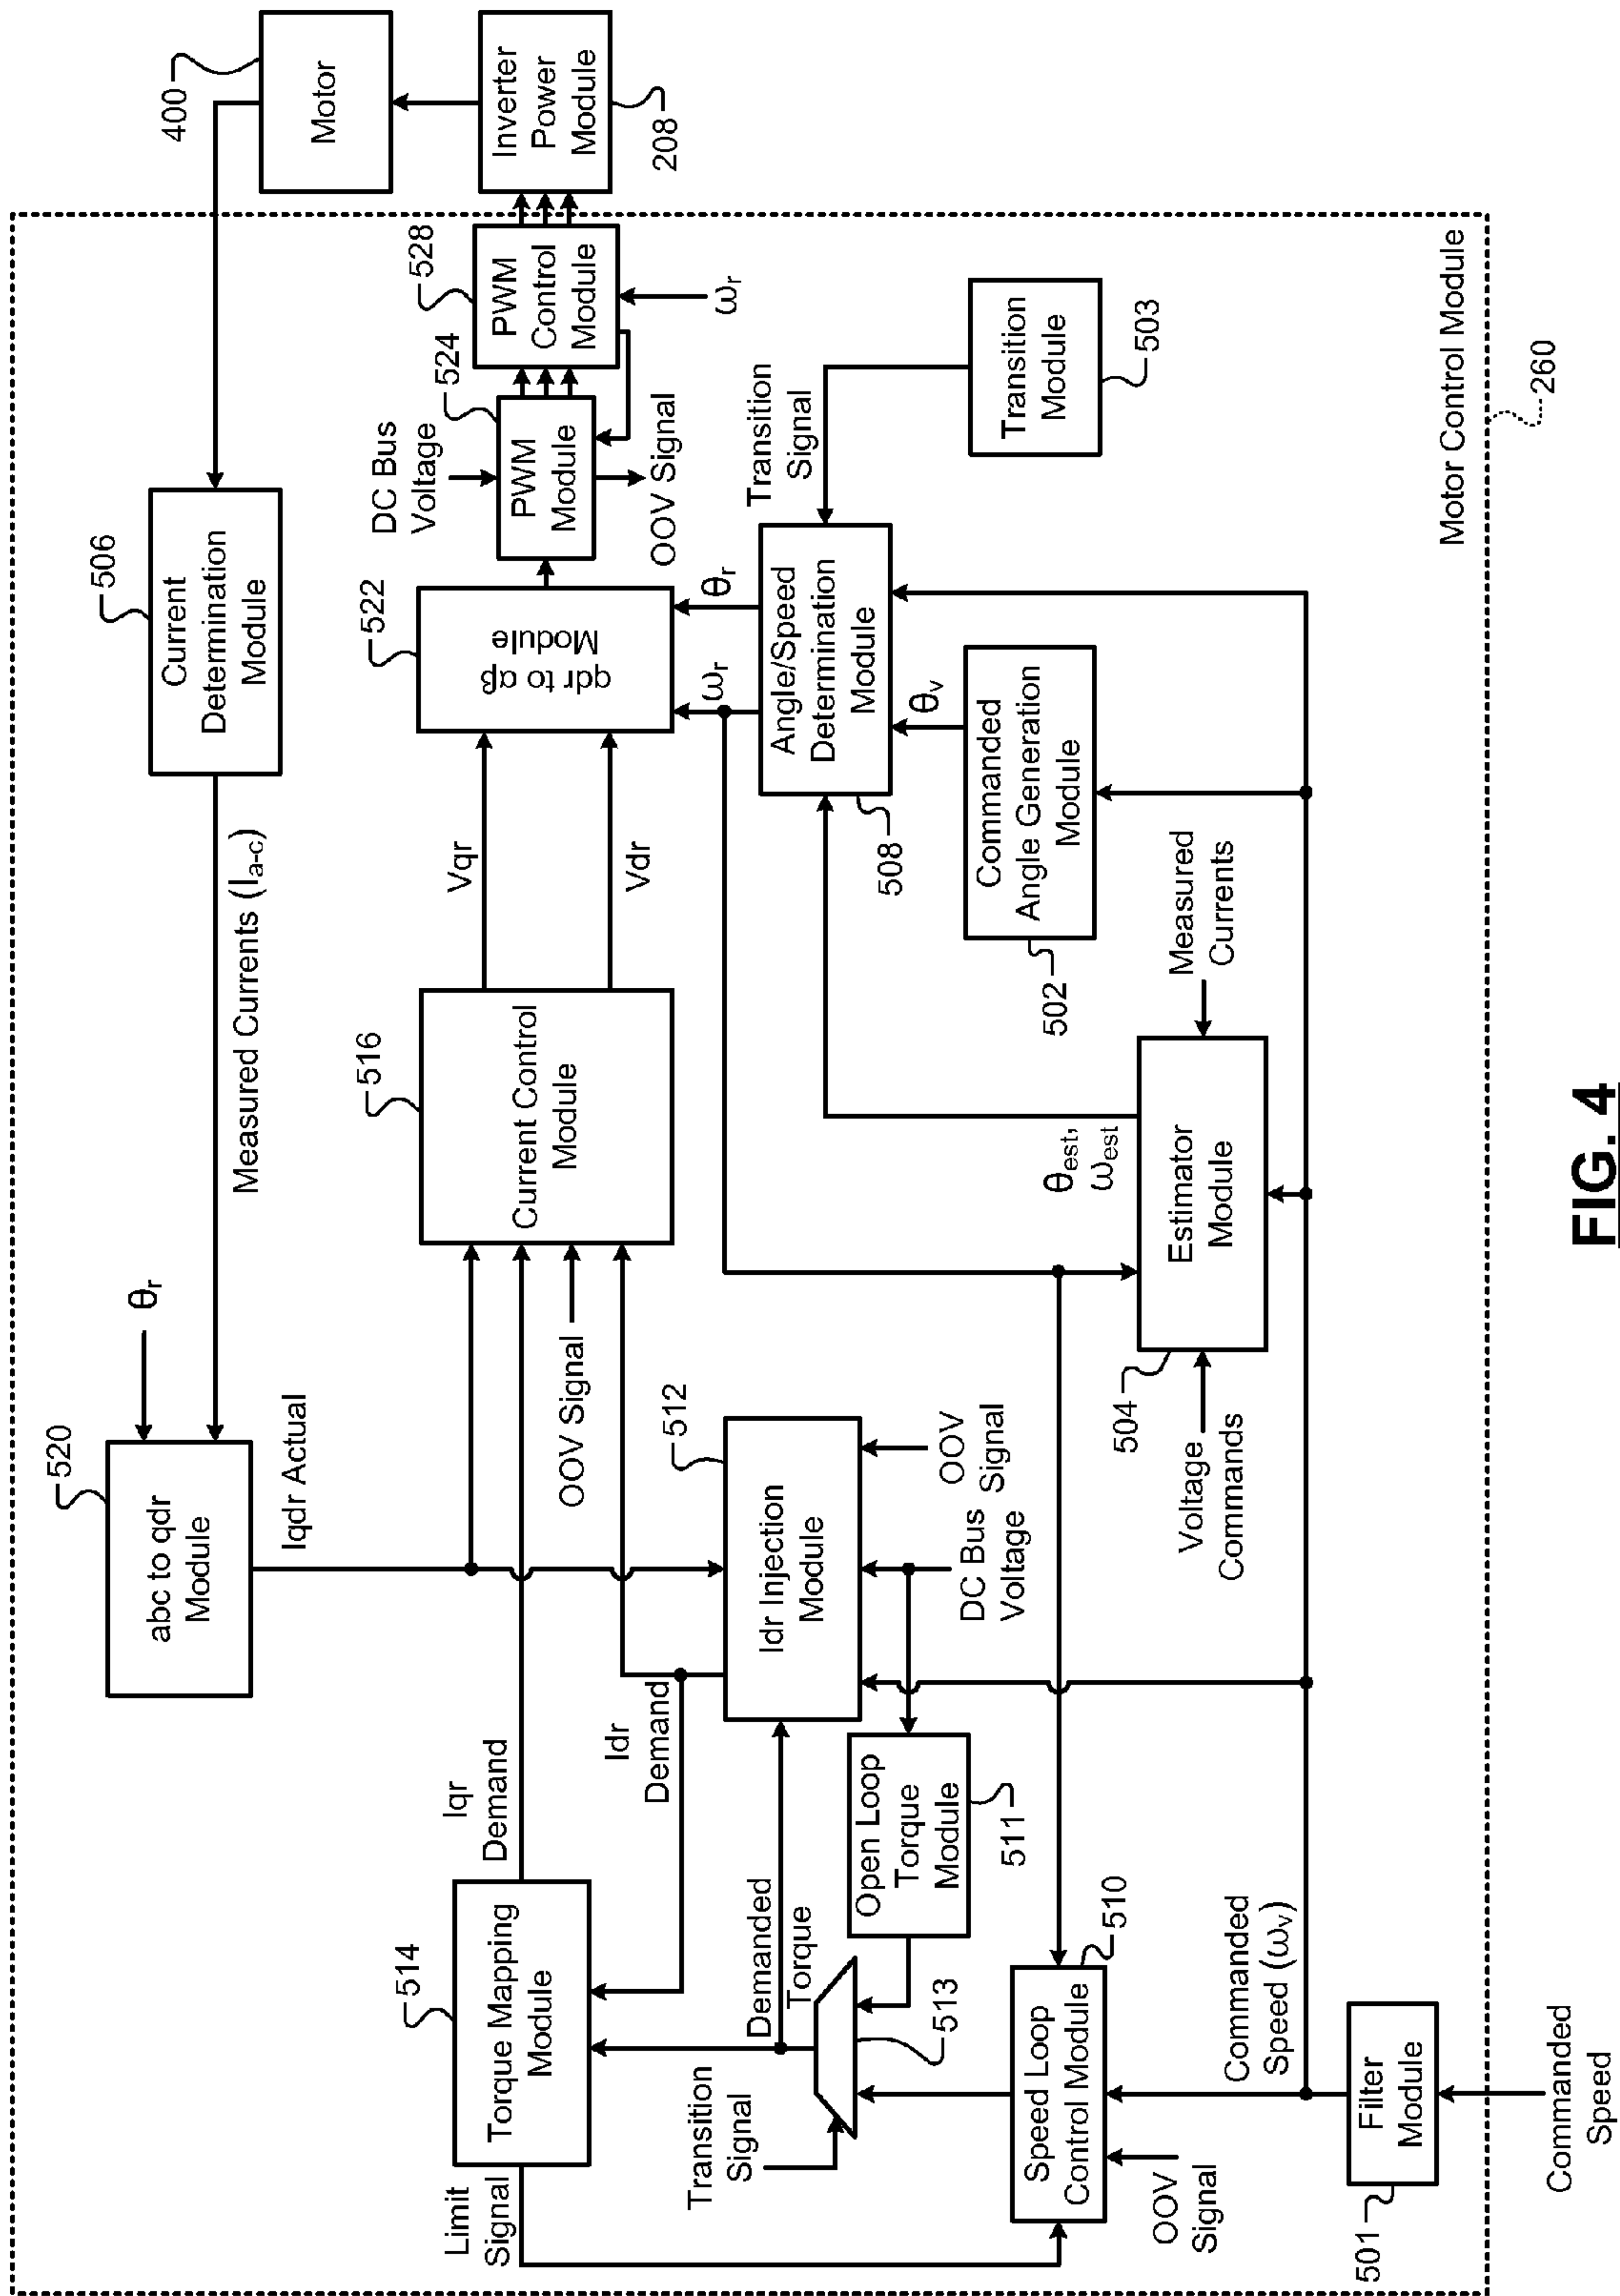 400
Motor
Inverter
Power
Module
208
528
PWM
Control
Module
ωr
524
PWM
Module
DC Bus
Voltage
OOV Signal
506
Current
Determination
Module
Measured Currents (Ia-c)
522
qdr to αβ
Module
ωr
θr
Transition
Signal
Transition
Module
503
Angle/Speed
Determination
Module
508
θv
Commanded
Angle Generation
Module
502
Measured
Currents
516
Current Control
Module
Vqr
Vdr
θest,
ωest
Estimator
Module
504
Voltage
Commands
θr
520
abc to qdr
Module
Iqdr Actual
OOV Signal
512
Idr Injection
Module
OOV
Signal
DC Bus
Voltage
Iqr
Demand
Idr
Demand
514
Torque Mapping
Module
Limit
Signal
Demanded
Torque
Open Loop
Torque
Module
511
513
Transition
Signal
510
Speed Loop
Control Module
OOV
Signal
Commanded
Speed (ωv)
Filter
Module
501
Commanded
Speed
Motor Control Module
260
FIG. 4